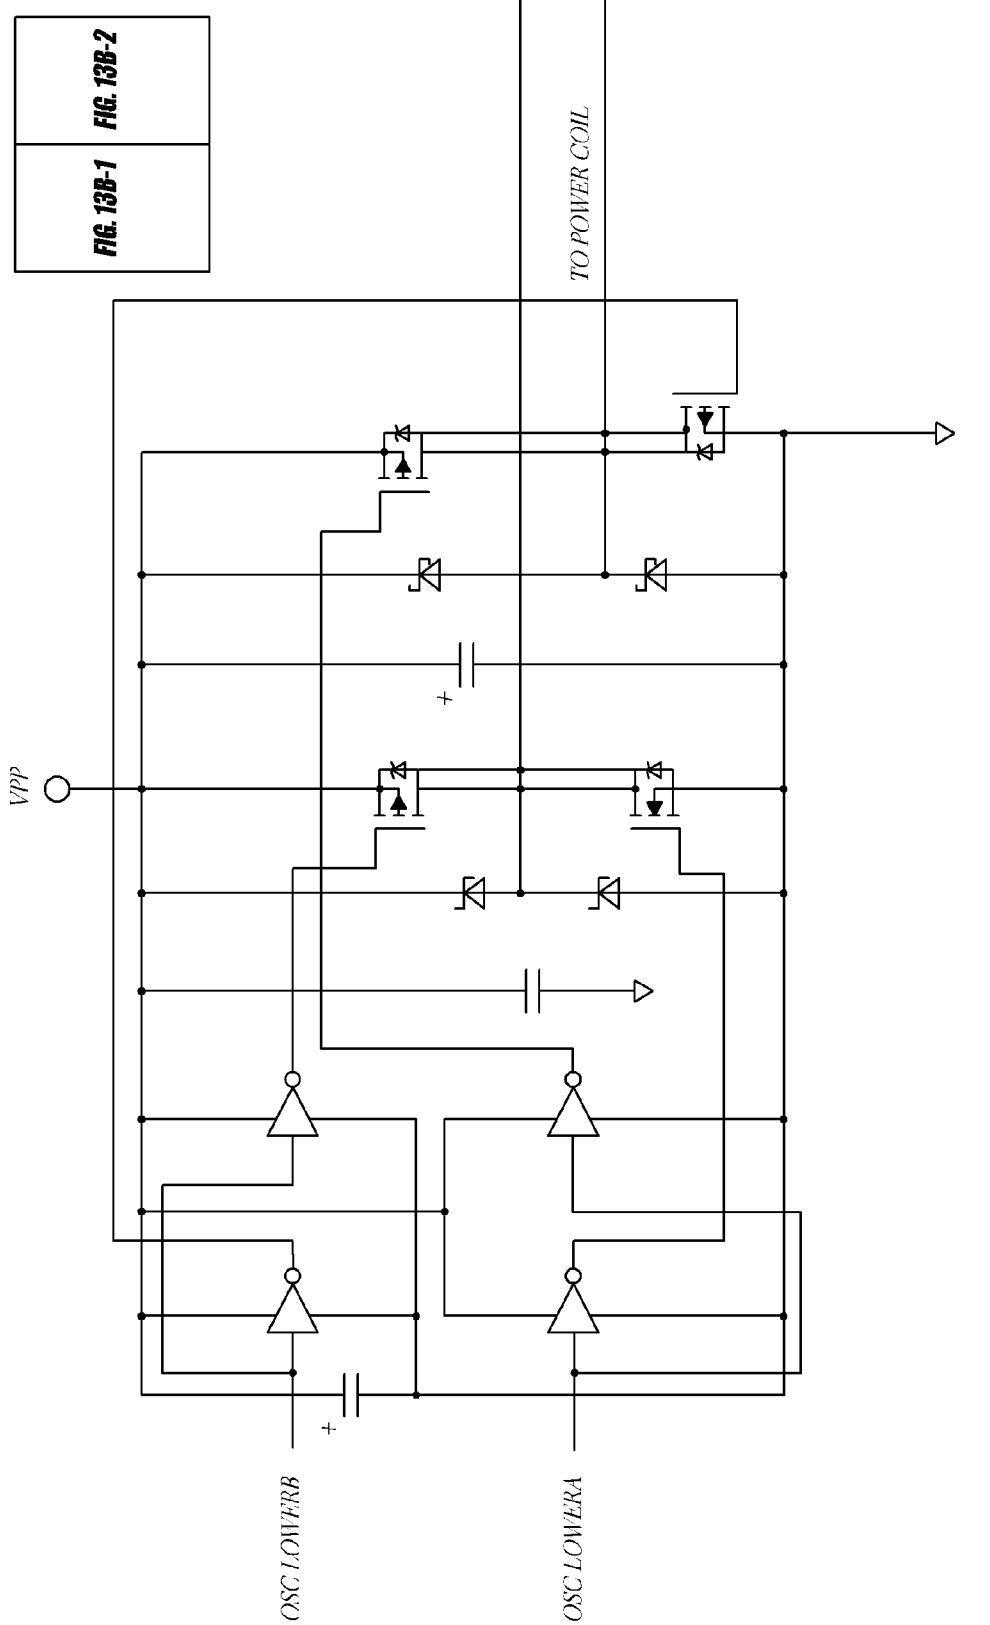 FIG. 13B-1
FIG. 13B-2
TO POWER COIL
VPP
+
+
OSC LOWERB
OSC LOWERA